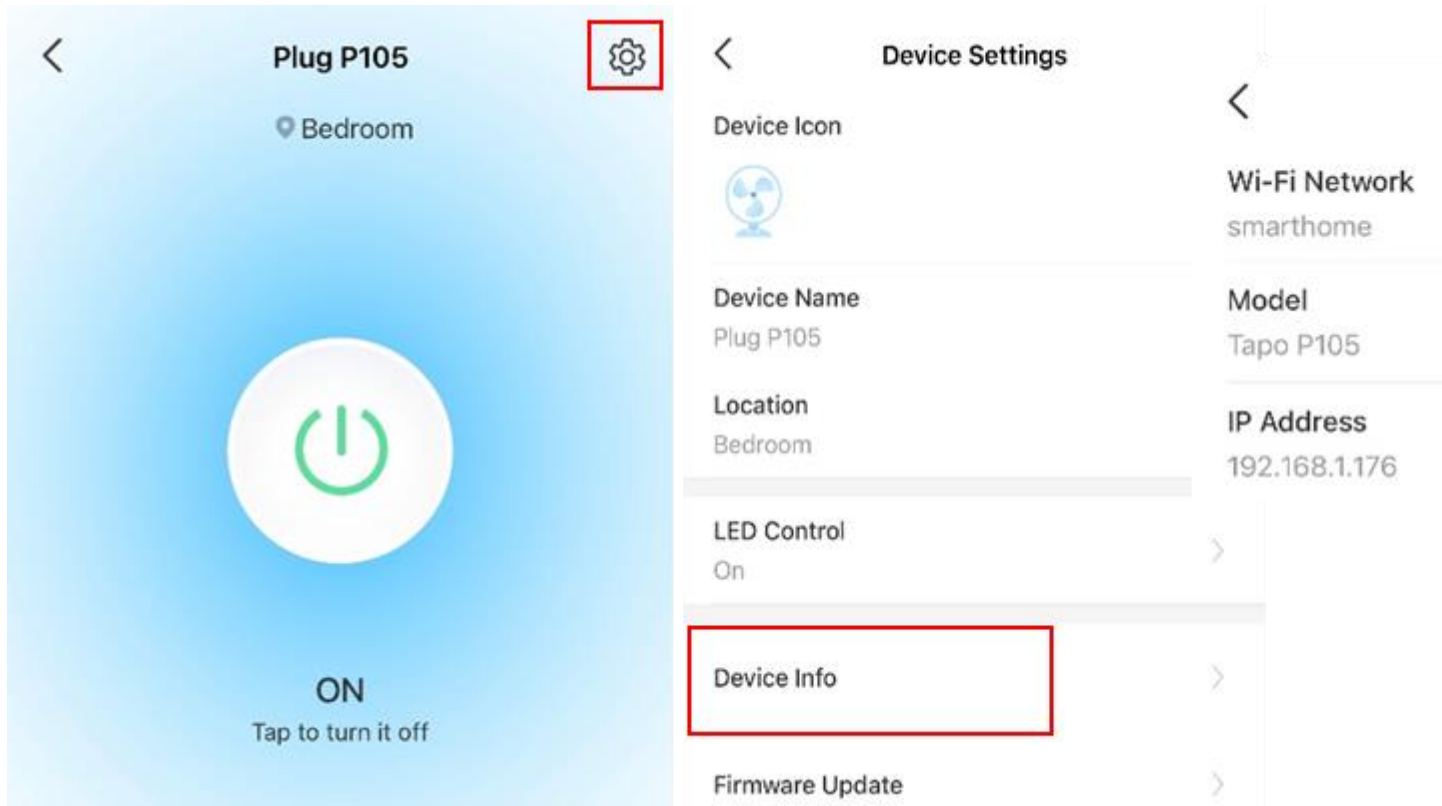 Plug P105
Bedroom
ON
Tap to turn it off
Device Settings
Device Icon
Device Name
Plug P105
Location
Bedroom
LED Control
On
Device Info
Firmware Update
Wi-Fi Network
smarthome
Model
Tapo P105
IP Address
192.168.1.176